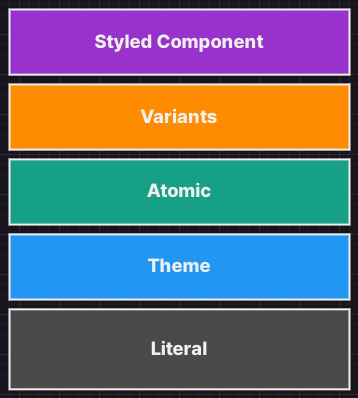 Styled Component
Variants
Atomic
Theme
Literal